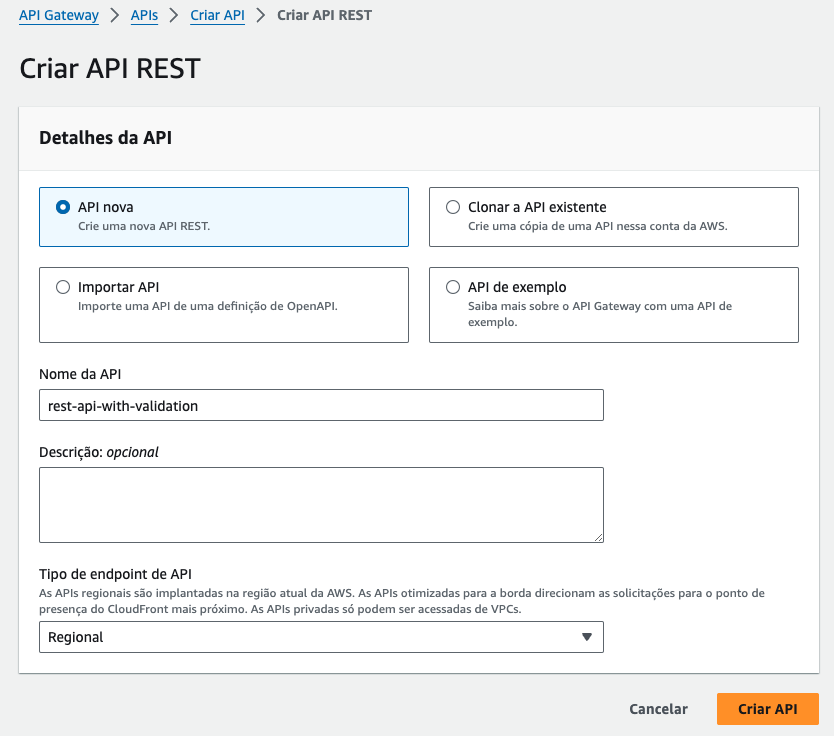 API Gateway > APIs > Criar API > Criar API REST
Criar API REST
Detalhes da API
API nova
Crie uma nova API REST.
Clonar a API existente
Crie uma cópia de uma API nessa conta da AWS.
Importar API
Importe uma API de uma definição de OpenAPI.
API de exemplo
Saiba mais sobre o API Gateway com uma API de
exemplo.
Nome da API
rest-api-with-validation
Descrição: opcional
Tipo de endpoint de API
As APIs regionais são implantadas na região atual da AWS. As APIs otimizadas para a borda direcionam as solicitações para o ponto de
presença do CloudFront mais próximo. As APIs privadas só podem ser acessadas de VPCs.
Regional
Cancelar
Criar API